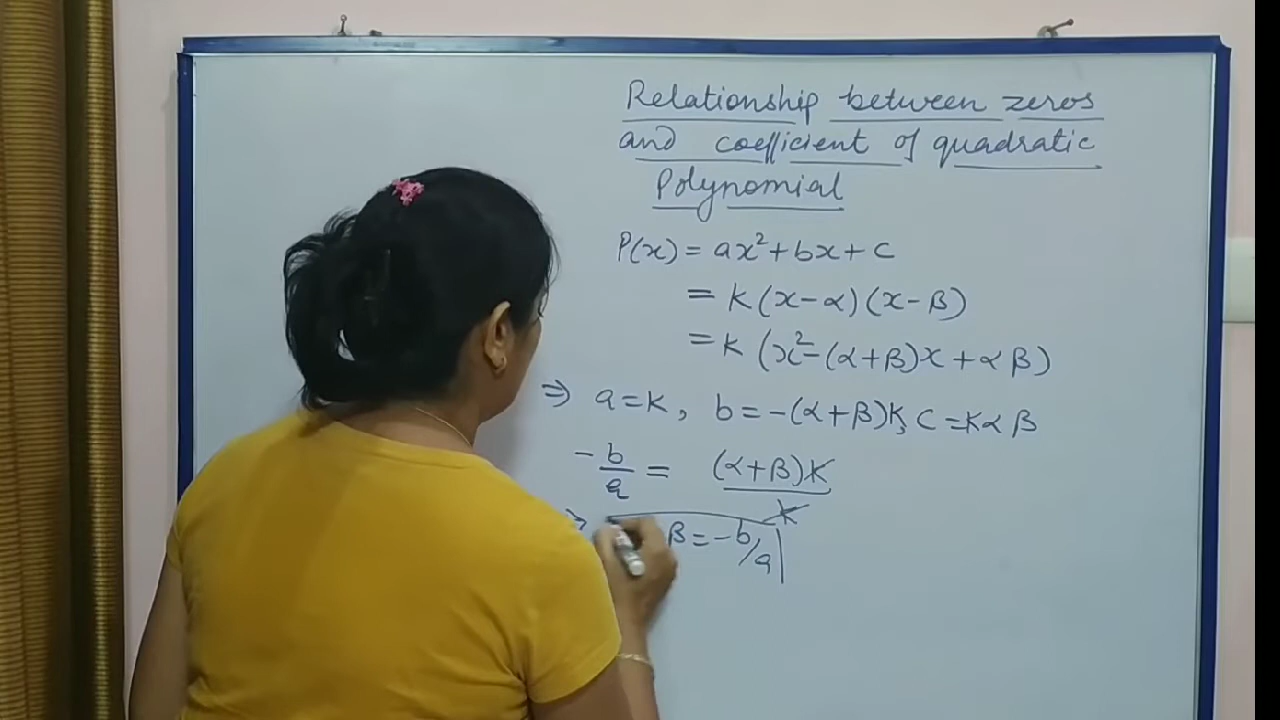 Relationship between zeros
and coefficient of quadratic
Polynomial
P(x) = ax² + bx + c
= K (x-α) (x-β)
= K (x² - (α+β)x + αβ)
⇒ a = K, b = -(α+β)K, C = Kαβ
-b/a = (α+β)K/K
⇒ β = -b/a